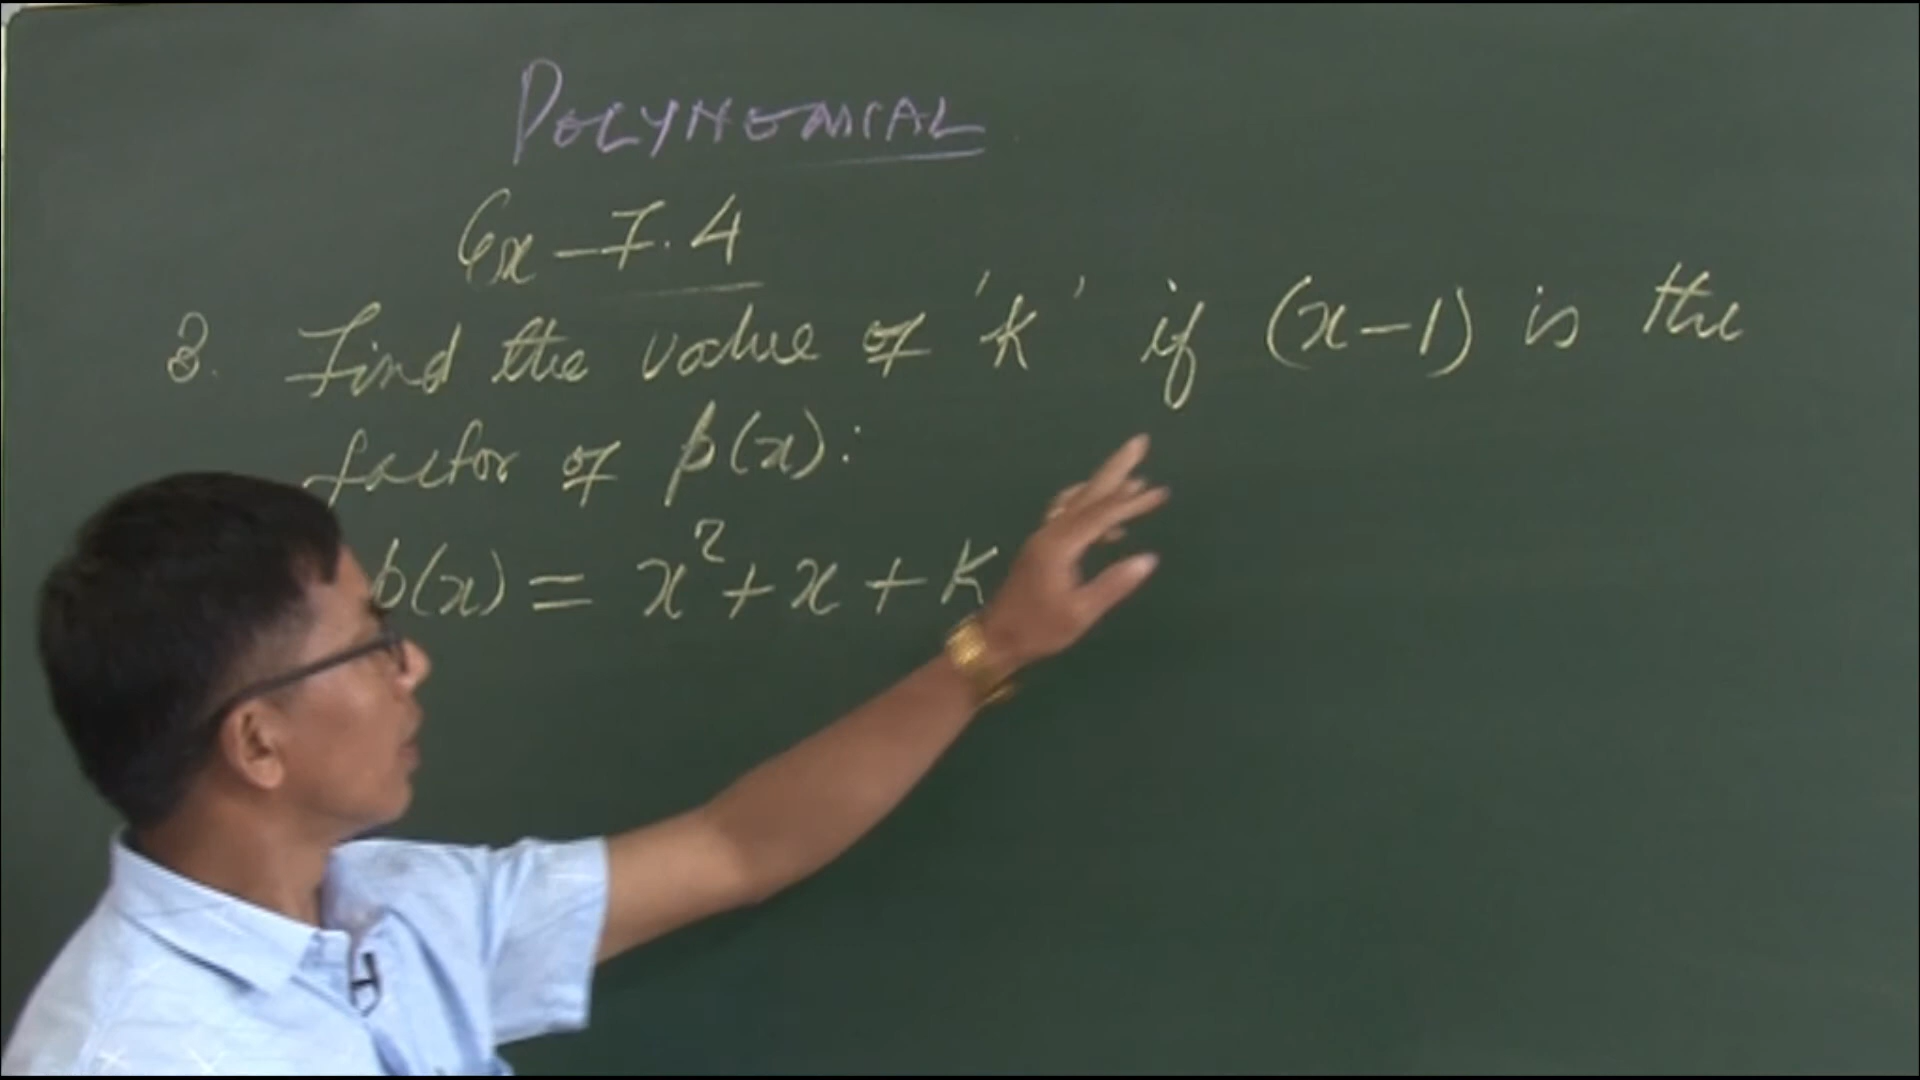 POLYNOMIAL
Ex-7.4
3. Find the value of 'k' if (x-1) is the
factor of p(x):
p(x) = x²+x+k